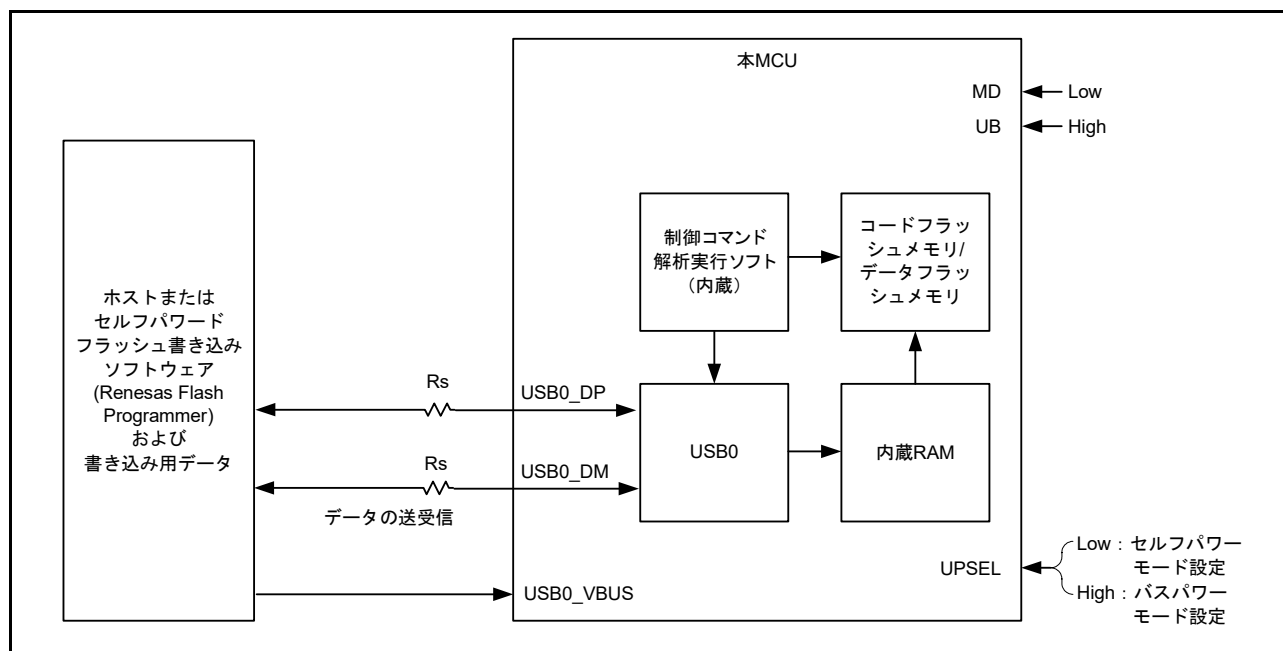 本MCU
MD
Low
UB
High
制御コマンド
解析実行ソフト
（内蔵）
コードフラッ
シュメモリ/
データフラッ
シュメモリ
ホストまたは
セルフパワード
フラッシュ書き込み
ソフトウェア
(Renesas Flash
Programmer)
および
書き込み用データ
Rs
USB0_DP
USB0
内蔵RAM
Rs
USB0_DM
データの送受信
UPSEL
Low：セルフパワー
モード設定
High：バスパワー
モード設定
USB0_VBUS